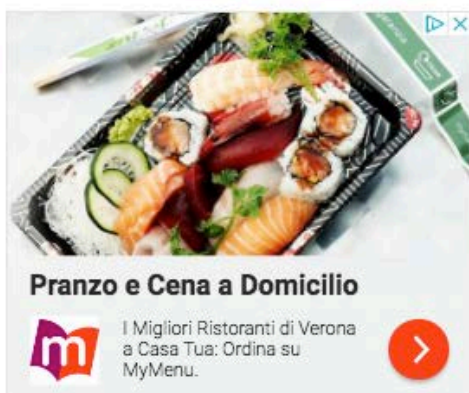 Pranzo e Cena a Domicilio
m
I Migliori Ristoranti di Verona
a Casa Tua: Ordina su
MyMenu.